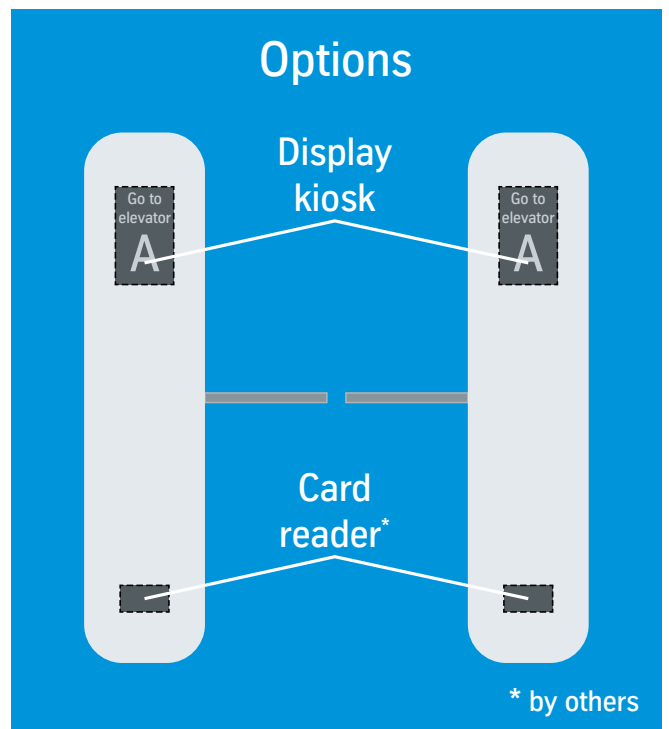 Options
Display
kiosk
Go to
elevator
A
Go to
elevator
A
Card
reader*
* by others